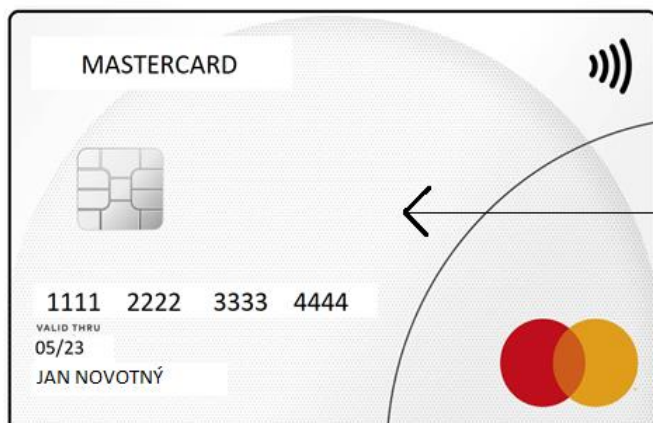 MASTERCARD
1111 2222 3333 4444
VALID THRU
05/23
JAN NOVOTNÝ